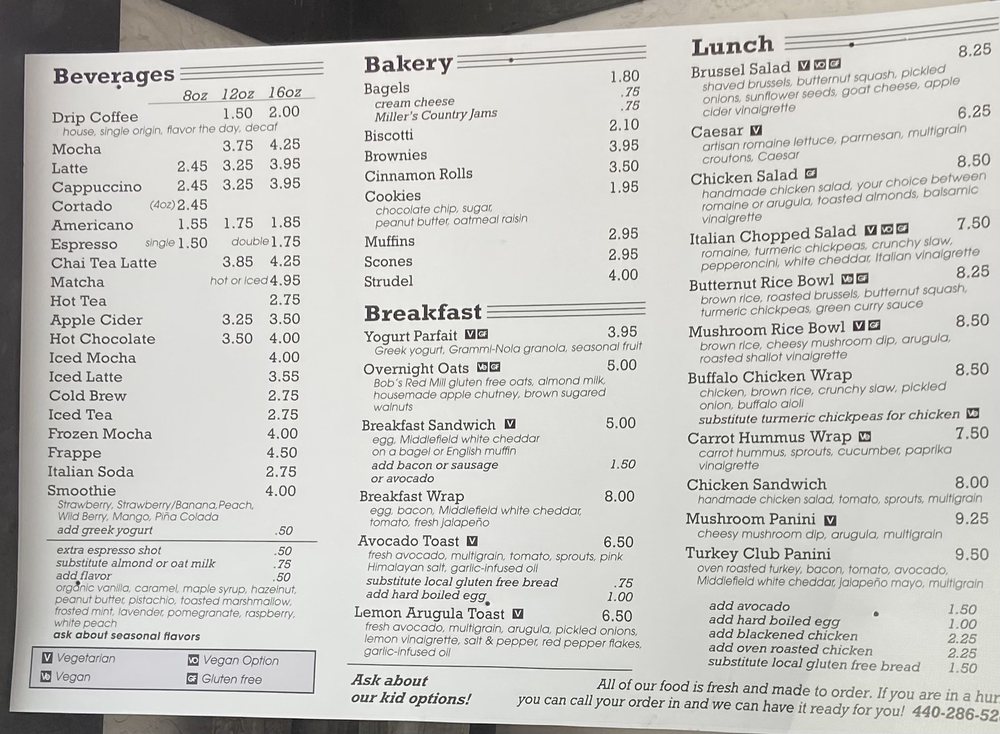 Beverages
8oz 12oz 16oz
Drip Coffee 1.50 2.00
house, single origin, flavor the day, decaf
Mocha 3.75 4.25
Latte 2.45 3.25 3.95
Cappuccino 2.45 3.25 3.95
Cortado (4oz) 2.45
Americano 1.55 1.75 1.85
Espresso single 1.50 double 1.75
Chai Tea Latte 3.85 4.25
Matcha hot or iced 4.95
Hot Tea 2.75
Apple Cider 3.25 3.50
Hot Chocolate 3.50 4.00
Iced Mocha 4.00
Iced Latte 3.55
Cold Brew 2.75
Iced Tea 2.75
Frozen Mocha 4.00
Frappe 4.50
Italian Soda 2.75
Smoothie 4.00
Strawberry, Strawberry/Banana,Peach,
Wild Berry, Mango, Piña Colada
add greek yogurt .50
extra espresso shot .50
substitute almond or oat milk .75
add flavor .50
organic vanilla, caramel, maple syrup, hazelnut,
peanut butter, pistachio, toasted marshmallow,
frosted mint, lavender, pomegranate, raspberry,
white peach
ask about seasonal flavors
V Vegetarian VO Vegan Option
Ve Vegan GF Gluten free
Bakery
Bagels 1.80
cream cheese .75
Miller's Country Jams .75
Biscotti 2.10
Brownies 3.95
Cinnamon Rolls 3.50
Cookies 1.95
chocolate chip, sugar,
peanut butter, oatmeal raisin
Muffins 2.95
Scones 2.95
Strudel 4.00
Breakfast
Yogurt Parfait V GF 3.95
Greek yogurt, Grammi-Nola granola, seasonal fruit
Overnight Oats Ve GF 5.00
Bob's Red Mill gluten free oats, almond milk,
housemade apple chutney, brown sugared
walnuts
Breakfast Sandwich V 5.00
egg, Middlefield white cheddar
on a bagel or English muffin
add bacon or sausage 1.50
or avocado
Breakfast Wrap 8.00
egg, bacon, Middlefield white cheddar,
tomato, fresh jalapeño
Avocado Toast V 6.50
fresh avocado, multigrain, tomato, sprouts, pink
Himalayan salt, garlic-infused oil
substitute local gluten free bread .75
add hard boiled egg 1.00
Lemon Arugula Toast V 6.50
fresh avocado, multigrain, arugula, pickled onions,
lemon vinaigrette, salt & pepper, red pepper flakes,
garlic-infused oil
Ask about
our kid options!
Lunch
Brussel Salad V VO GF 8.25
shaved brussels, butternut squash, pickled
onions, sunflower seeds, goat cheese, apple
cider vinaigrette
Caesar V 6.25
artisan romaine lettuce, parmesan, multigrain
croutons, Caesar
Chicken Salad GF 8.50
handmade chicken salad, your choice between
romaine or arugula, toasted almonds, balsamic
vinaigrette
Italian Chopped Salad V VO GF 7.50
romaine, turmeric chickpeas, crunchy slaw,
pepperoncini, white cheddar, Italian vinaigrette
Butternut Rice Bowl Ve GF 8.25
brown rice, roasted brussels, butternut squash,
turmeric chickpeas, green curry sauce
Mushroom Rice Bowl V GF 8.50
brown rice, cheesy mushroom dip, arugula,
roasted shallot vinaigrette
Buffalo Chicken Wrap 8.50
chicken, brown rice, crunchy slaw, pickled
onion, buffalo aioli
substitute turmeric chickpeas for chicken Ve
Carrot Hummus Wrap Ve 7.50
carrot hummus, sprouts, cucumber, paprika
vinaigrette
Chicken Sandwich 8.00
handmade chicken salad, tomato, sprouts, multigrain
Mushroom Panini V 9.25
cheesy mushroom dip, arugula, multigrain
Turkey Club Panini 9.50
oven roasted turkey, bacon, tomato, avocado,
Middlefield white cheddar, jalapeño mayo, multigrain
add avocado 1.50
add hard boiled egg 1.00
add blackened chicken 2.25
add oven roasted chicken 2.25
substitute local gluten free bread 1.50
All of our food is fresh and made to order. If you are in a hur
you can call your order in and we can have it ready for you! 440-286-52